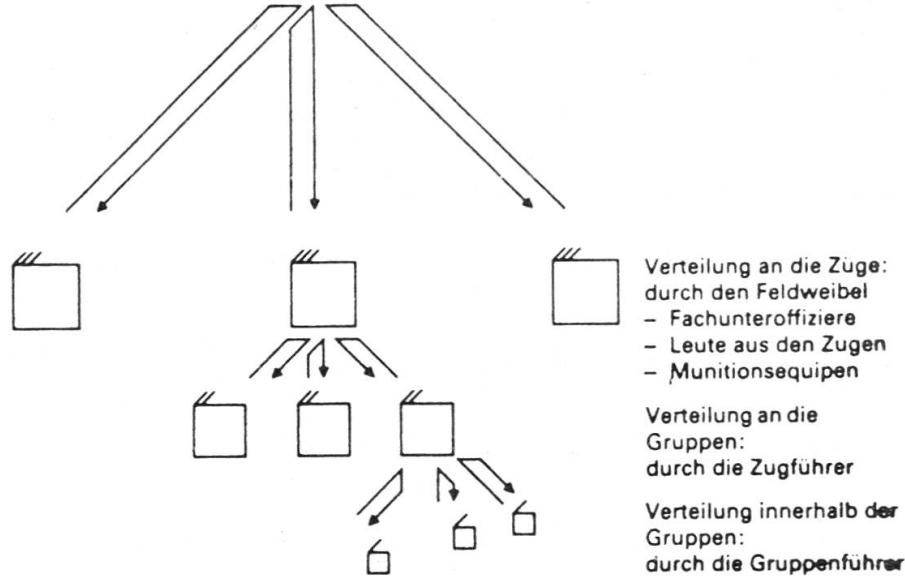 Verteilung an die Züge:
durch den Feldweibel
– Fachunteroffiziere
– Leute aus den Zugen
– Munitionsequipen
Verteilung an die
Gruppen:
durch die Zugführer
Verteilung innerhalb der
Gruppen:
durch die Gruppenführer